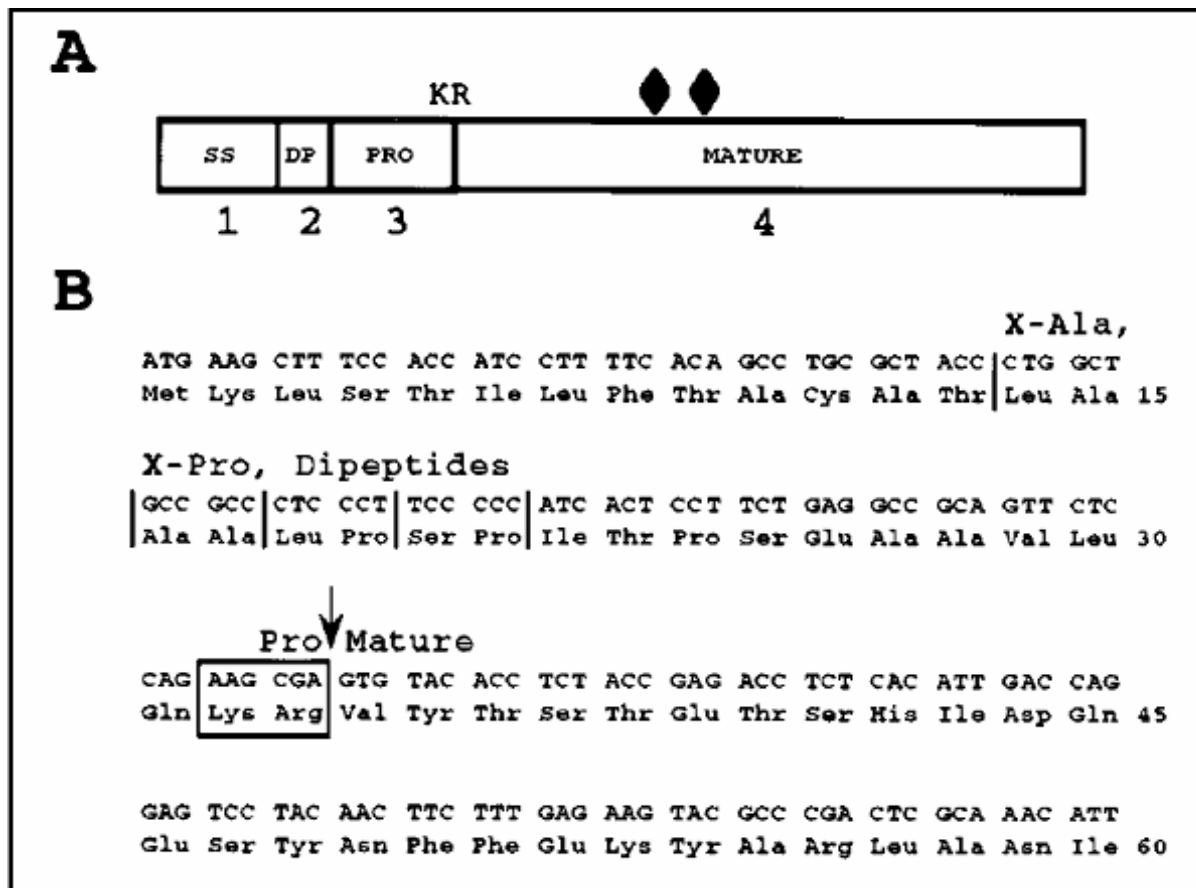 A
KR
SS DP PRO MATURE
1 2 3 4
B
X-Ala,
ATG AAG CTT TCC ACC ATC CTT TTC ACA GCC TGC GCT ACC CTG GCT
Met Lys Leu Ser Thr Ile Leu Phe Thr Ala Cys Ala Thr Leu Ala 15
X-Pro, Dipeptides
GCC GCC CTC CCT TCC CCC ATC ACT CCT TCT GAG GCC GCA GTT CTC
Ala Ala Leu Pro Ser Pro Ile Thr Pro Ser Glu Ala Ala Val Leu 30
Pro Mature
CAG AAG CGA GTG TAC ACC TCT ACC GAG ACC TCT CAC ATT GAC CAG
Gln Lys Arg Val Tyr Thr Ser Thr Glu Thr Ser His Ile Asp Gln 45
GAG TCC TAC AAC TTC TTT GAG AAG TAC GCC CGA CTC GCA AAC ATT
Glu Ser Tyr Asn Phe Phe Glu Lys Tyr Ala Arg Leu Ala Asn Ile 60